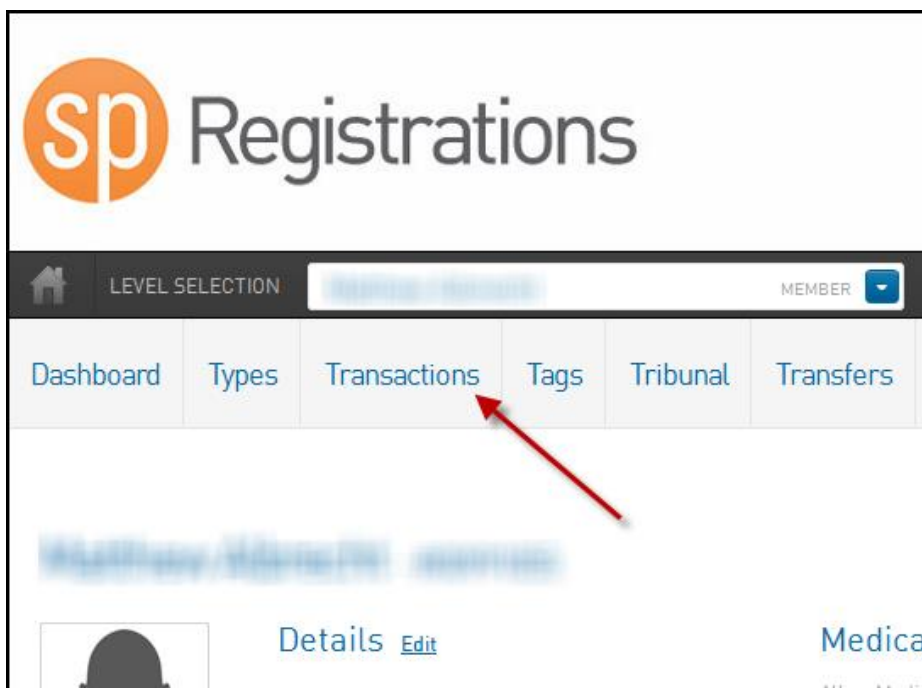 sp Registrations
LEVEL SELECTION MEMBER
Dashboard Types Transactions Tags Tribunal Transfers
Details Edit Medica